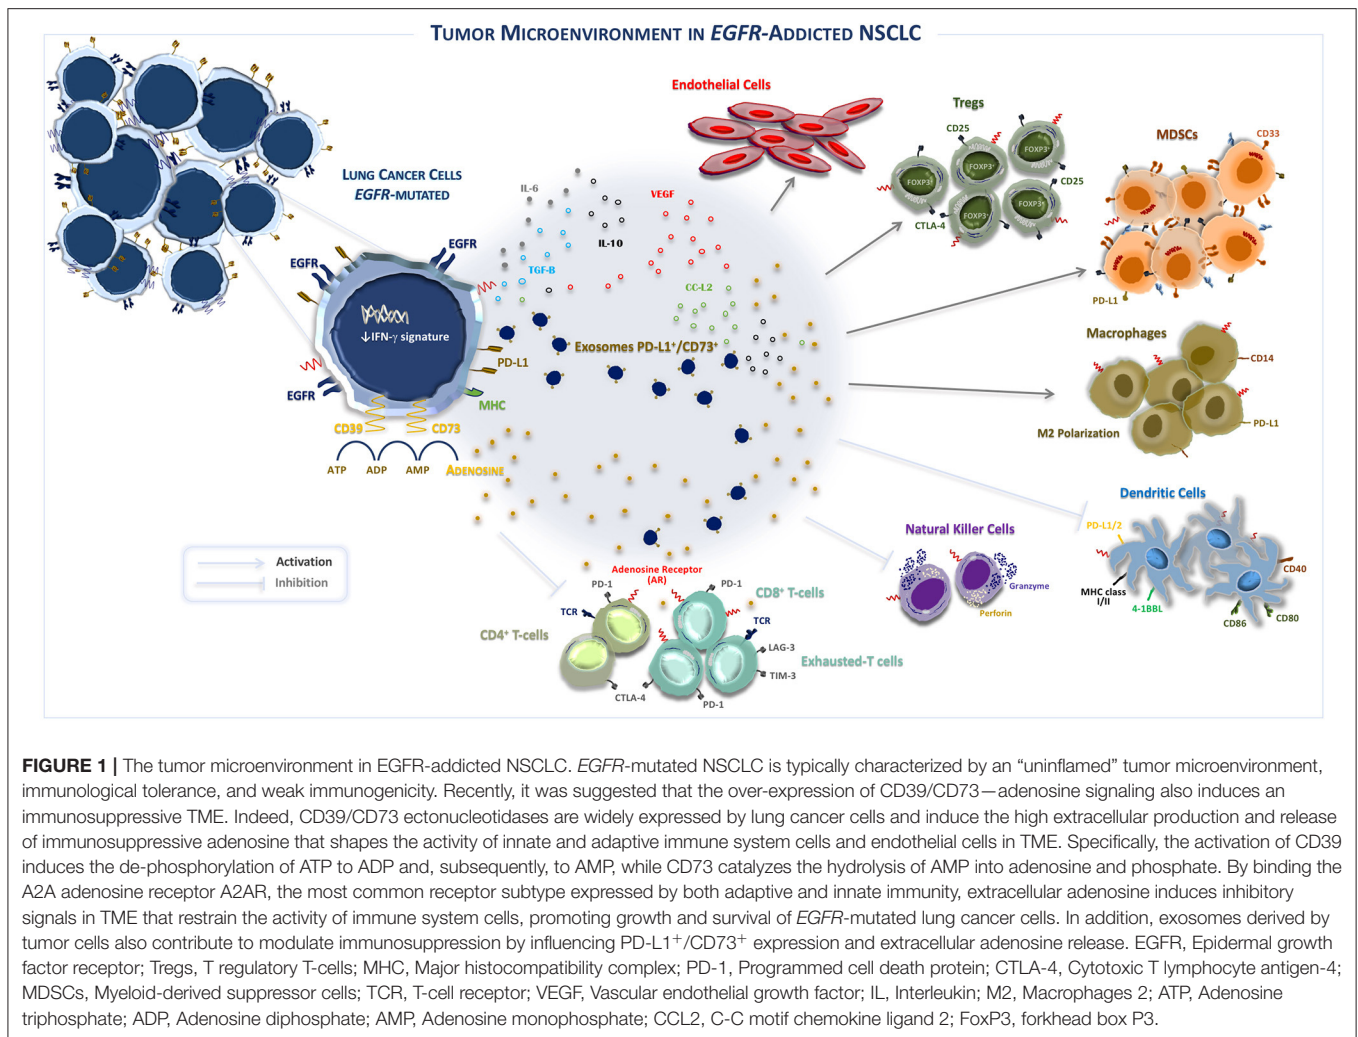 TUMOR MICROENVIRONMENT IN EGFR-ADDICTED NSCLC
Endothelial Cells
Tregs
CD25
FOXP3⁺
FOXP3⁺
FOXP3⁺
CD25
FOXP3⁺
FOXP3⁺
CTLA-4
MDSCs
CD33
PD-L1
LUNG CANCER CELLS
EGFR-MUTATED
IL-6
VEGF
IL-10
TGF-B
CC-L2
EGFR
EGFR
↓IFN-γ signature
Exosomes PD-L1⁺/CD73⁺
PD-L1
EGFR
MHC
CD39
CD73
ATP
ADP
AMP
ADENOSINE
Macrophages
CD14
PD-L1
M2 Polarization
Dendritic Cells
PD-L1/2
CD40
MHC class
I/II
4-1BBL
CD86
CD80
Natural Killer Cells
Granzyme
Perforin
Activation
Inhibition
Adenosine Receptor
(AR)
PD-1
PD-1
CD8⁺ T-cells
TCR
TCR
CD4⁺ T-cells
LAG-3
Exhausted-T cells
TIM-3
CTLA-4
PD-1
FIGURE 1 | The tumor microenvironment in EGFR-addicted NSCLC. EGFR-mutated NSCLC is typically characterized by an “uninflamed” tumor microenvironment,
immunological tolerance, and weak immunogenicity. Recently, it was suggested that the over-expression of CD39/CD73—adenosine signaling also induces an
immunosuppressive TME. Indeed, CD39/CD73 ectonucleotidases are widely expressed by lung cancer cells and induce the high extracellular production and release
of immunosuppressive adenosine that shapes the activity of innate and adaptive immune system cells and endothelial cells in TME. Specifically, the activation of CD39
induces the de-phosphorylation of ATP to ADP and, subsequently, to AMP, while CD73 catalyzes the hydrolysis of AMP into adenosine and phosphate. By binding the
A2A adenosine receptor A2AR, the most common receptor subtype expressed by both adaptive and innate immunity, extracellular adenosine induces inhibitory
signals in TME that restrain the activity of immune system cells, promoting growth and survival of EGFR-mutated lung cancer cells. In addition, exosomes derived by
tumor cells also contribute to modulate immunosuppression by influencing PD-L1⁺/CD73⁺ expression and extracellular adenosine release. EGFR, Epidermal growth
factor receptor; Tregs, T regulatory T-cells; MHC, Major histocompatibility complex; PD-1, Programmed cell death protein; CTLA-4, Cytotoxic T lymphocyte antigen-4;
MDSCs, Myeloid-derived suppressor cells; TCR, T-cell receptor; VEGF, Vascular endothelial growth factor; IL, Interleukin; M2, Macrophages 2; ATP, Adenosine
triphosphate; ADP, Adenosine diphosphate; AMP, Adenosine monophosphate; CCL2, C-C motif chemokine ligand 2; FoxP3, forkhead box P3.